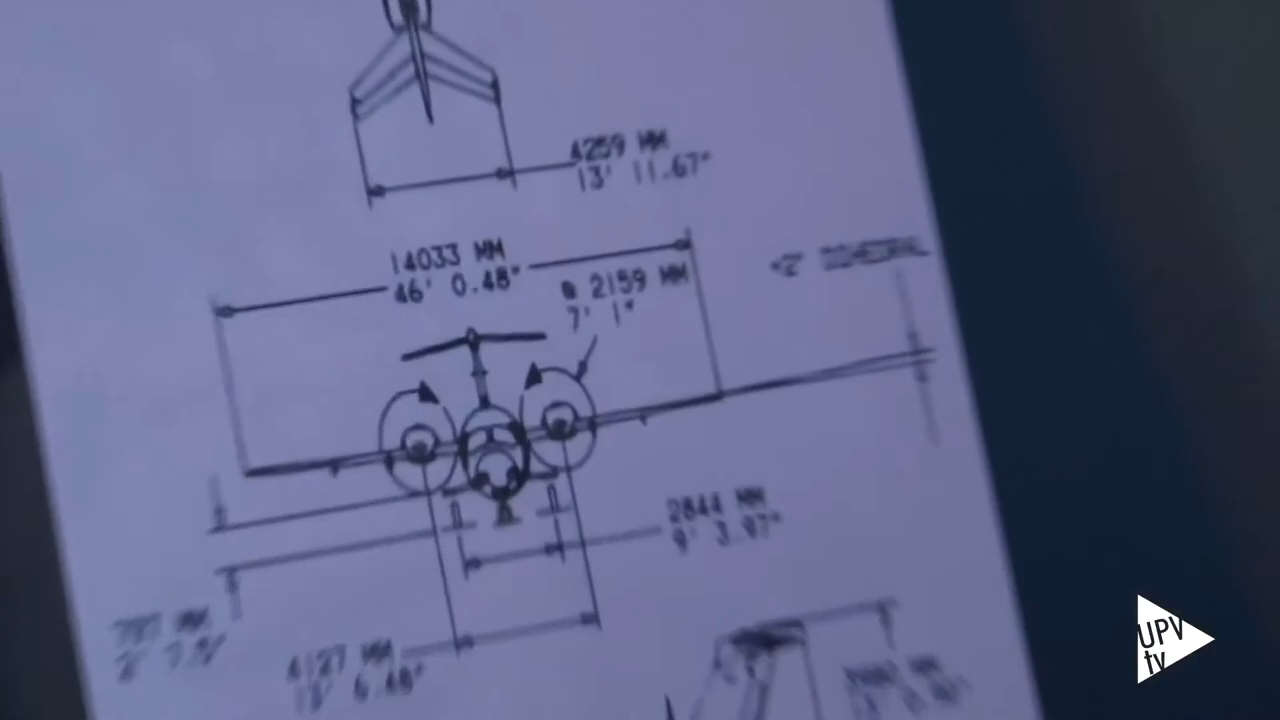 4259 MM
13' 11.67"
14033 MM
46' 0.48"
2159 MM
7' 1"
2844 MM
9' 3.97"
4127 MM
13' 6.48"
UPV
tv